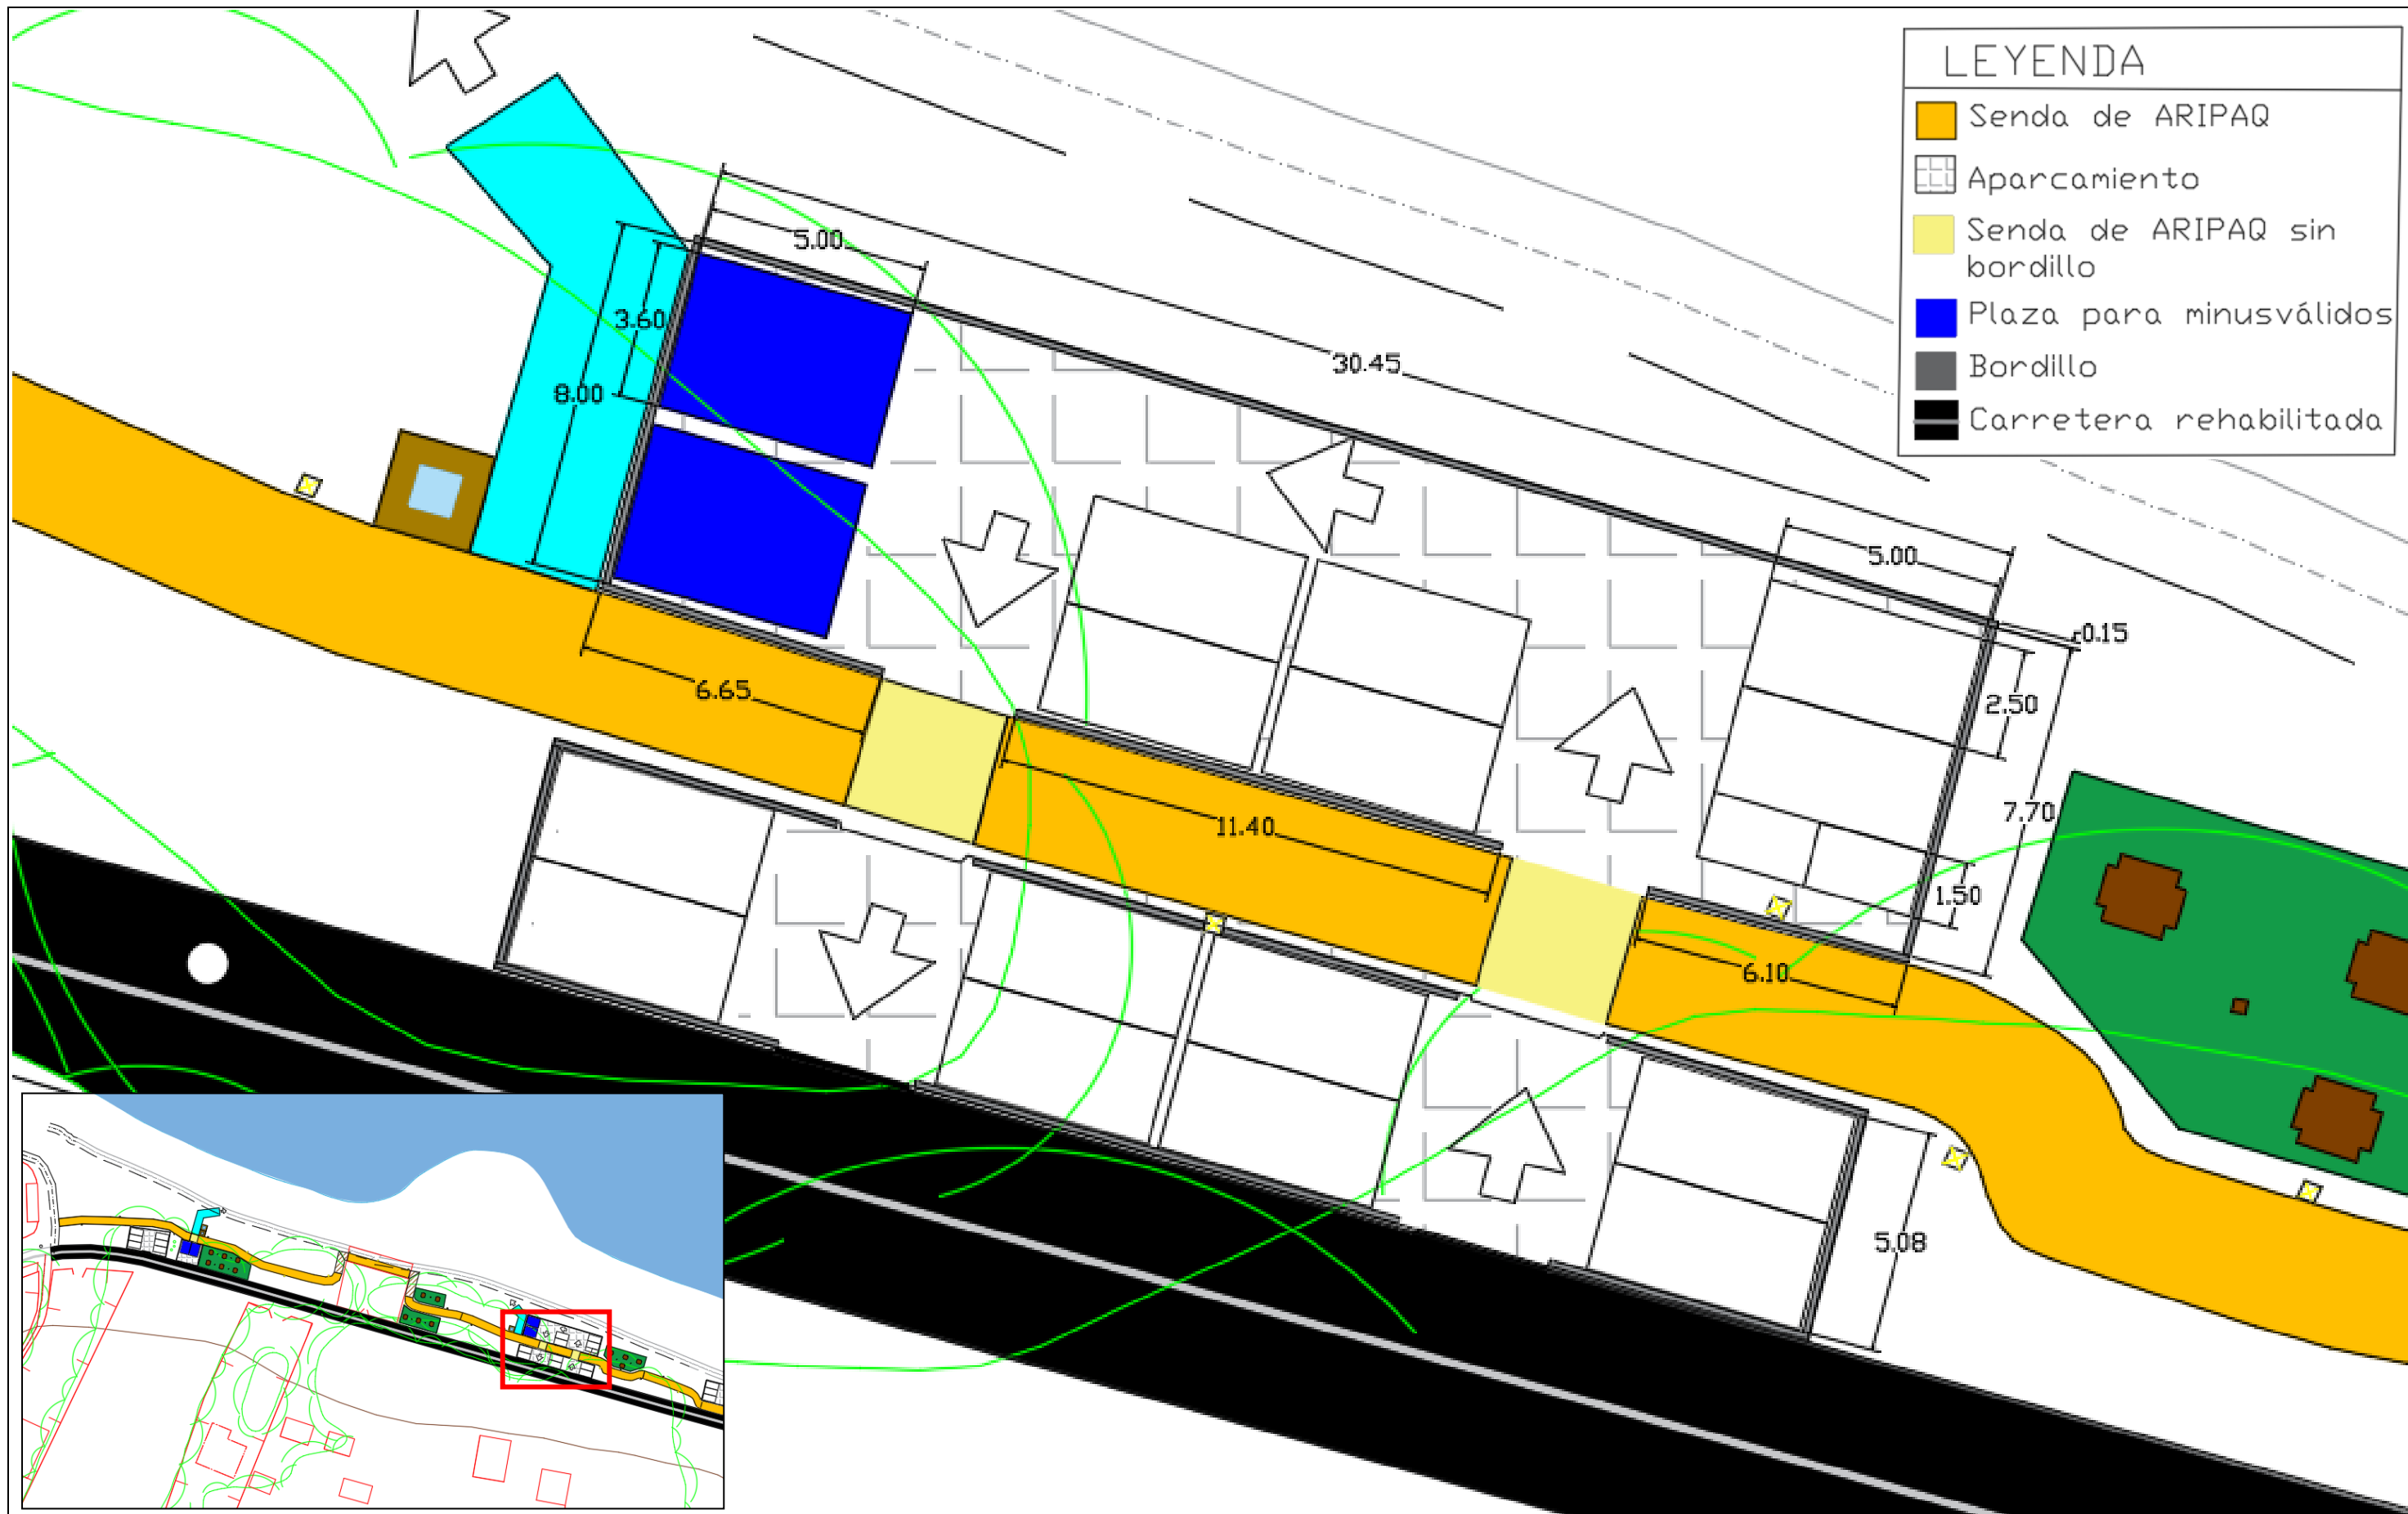 LEYENDA
Senda de ARIPAQ
Aparcamiento
Senda de ARIPAQ sin
bordillo
Plaza para minusválidos
Bordillo
Carretera rehabilitada
5.00
3.60
30.45
8.00
5.00
0.15
6.65
2.50
11.40
7.70
1.50
6.10
5.08